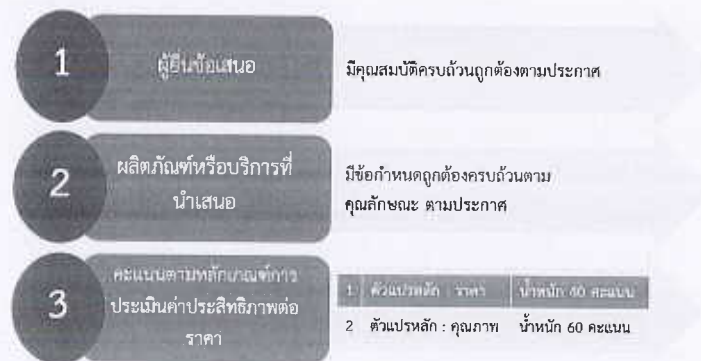 1
ผู้ยื่นข้อเสนอ
มีคุณสมบัติครบถ้วนถูกต้องตามประกาศ
2
ผลิตภัณฑ์หรือบริการที่
นำเสนอ
มีข้อกำหนดถูกต้องครบถ้วนตาม
คุณลักษณะ ตามประกาศ
3
คะแนนตามหลักเกณฑ์การ
ประเมินค่าประสิทธิภาพต่อ
ราคา
1 ตัวแปรหลัก : ราคา น้ำหนัก 40 คะแนน
2 ตัวแปรหลัก : คุณภาพ น้ำหนัก 60 คะแนน